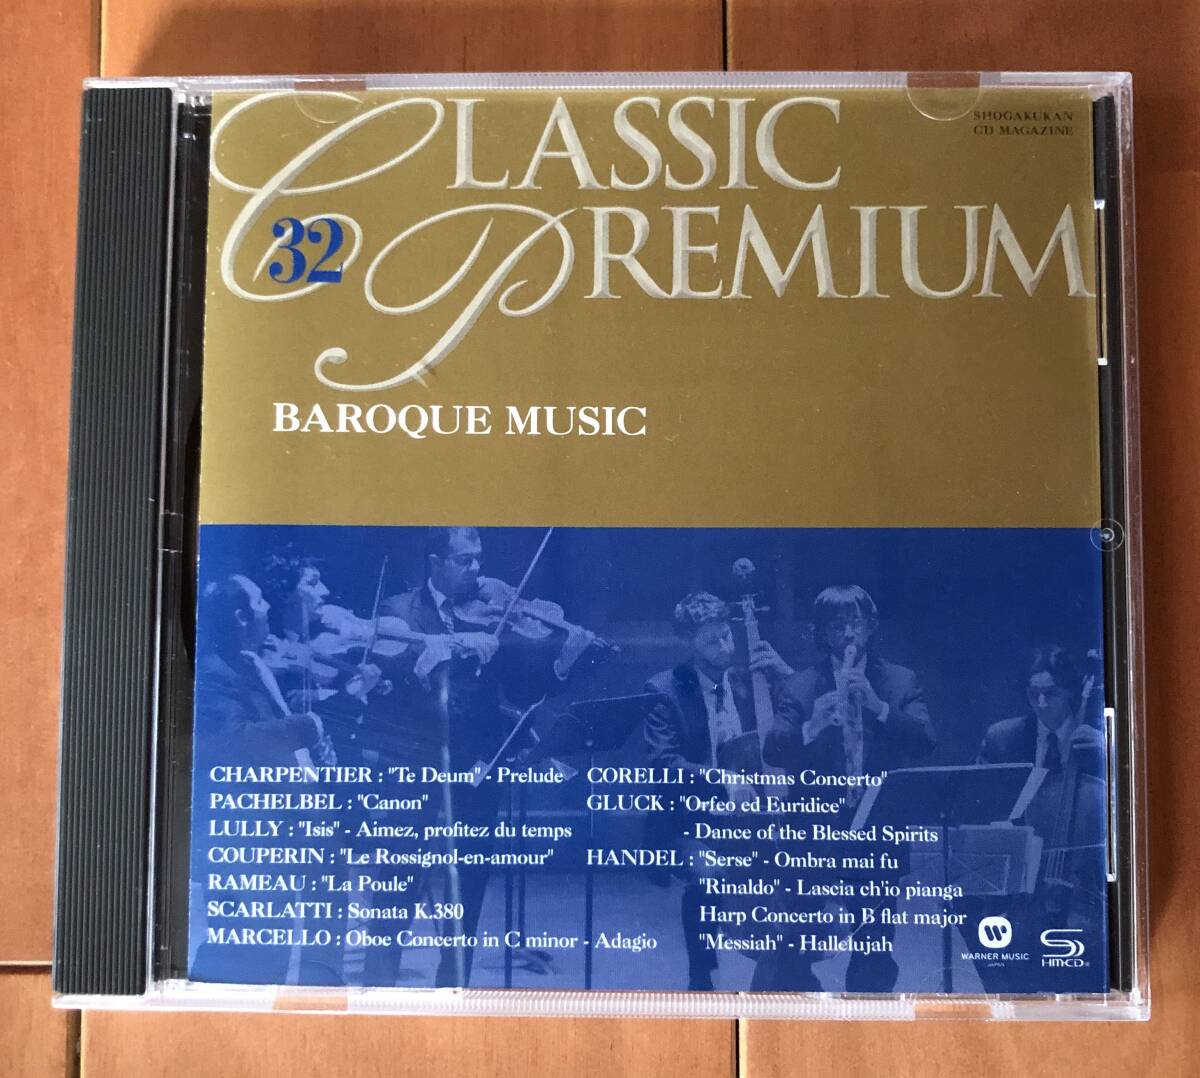 CLASSIC
PREMIUM
SHOGAKUKAN
CD MAGAZINE
32
BAROQUE MUSIC
CHARPENTIER : "Te Deum" - Prelude
PACHELBEL : "Canon"
LULLY : "Isis" - Aimez, profitez du temps
COUPERIN : "Le Rossignol-en-amour"
RAMEAU : "La Poule"
SCARLATTI : Sonata K.380
MARCELLO : Oboe Concerto in C minor - Adagio
CORELLI : "Christmas Concerto"
GLUCK : "Orfeo ed Euridice"
- Dance of the Blessed Spirits
HANDEL : "Serse" - Ombra mai fu
"Rinaldo" - Lascia ch'io pianga
Harp Concerto in B flat major
"Messiah" - Hallelujah
WARNER MUSIC
JAPAN
HMCD®